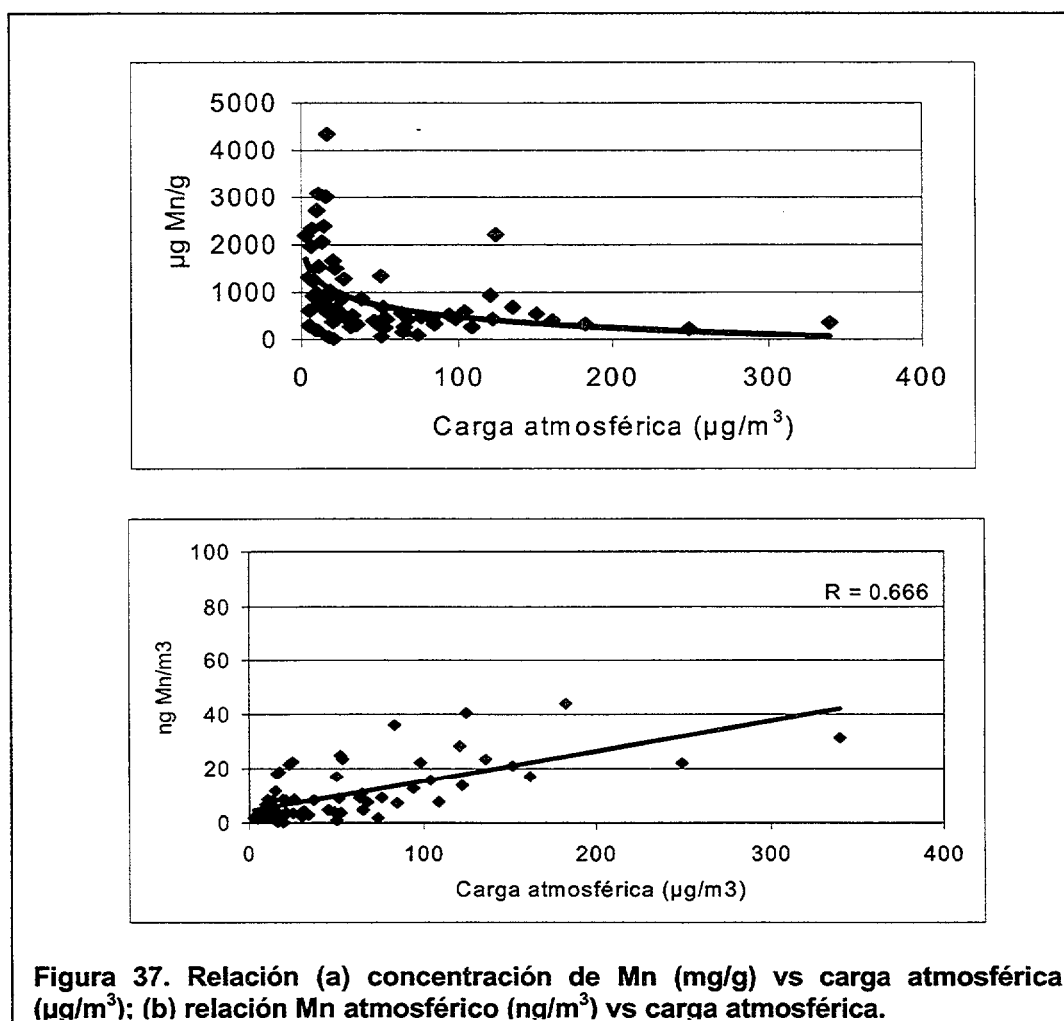 5000
4000
3000
2000
1000
0
µg Mn/g
0 100 200 300 400
Carga atmosférica (µg/m³)
100
80
60
40
20
0
ng Mn/m3
R = 0.666
0 100 200 300 400
Carga atmosférica (µg/m3)
Figura 37. Relación (a) concentración de Mn (mg/g) vs carga atmosférica
(µg/m³); (b) relación Mn atmosférico (ng/m³) vs carga atmosférica.